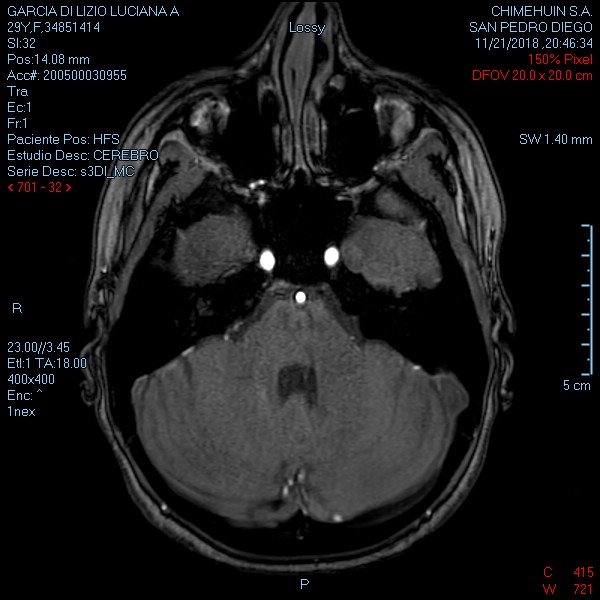 GARCIA DI LIZIO LUCIANA A
29Y,F,34851414
Sl:32
Pos:14.08 mm
Acc#: 200500030955
Tra
Ec:1
Fr:1
Paciente Pos: HFS
Estudio Desc: CEREBRO
Serie Desc: s3DI_MC
< 701 - 32 >
Lossy
CHIMEHUIN S.A.
SAN PEDRO DIEGO
11/21/2018 ,20:46:34
150% Pixel
DFOV 20.0 x 20.0 cm
SW 1.40 mm
R
23.00//3.45
Etl:1 TA:18.00
400x400
Enc: ^
1nex
5 cm
P
C 415
W 721